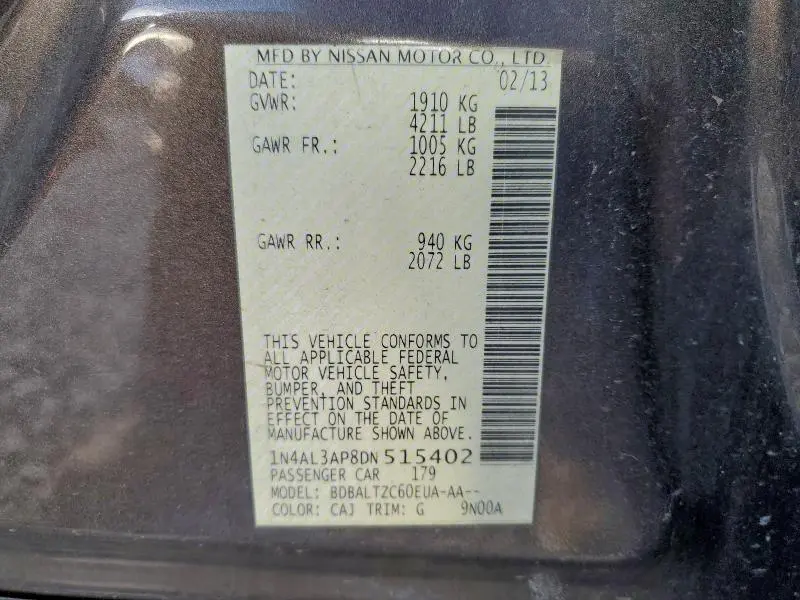 MFD BY NISSAN MOTOR CO., LTD.
DATE: 02/13
GVWR: 1910 KG
4211 LB
GAWR FR.: 1005 KG
2216 LB
GAWR RR.: 940 KG
2072 LB
THIS VEHICLE CONFORMS TO
ALL APPLICABLE FEDERAL
MOTOR VEHICLE SAFETY,
BUMPER, AND THEFT
PREVENTION STANDARDS IN
EFFECT ON THE DATE OF
MANUFACTURE SHOWN ABOVE.
1N4AL3AP8DN515402
PASSENGER CAR 179
MODEL: BDBALTZC60EUA-AA--
COLOR: CAJ TRIM: G 9N00A